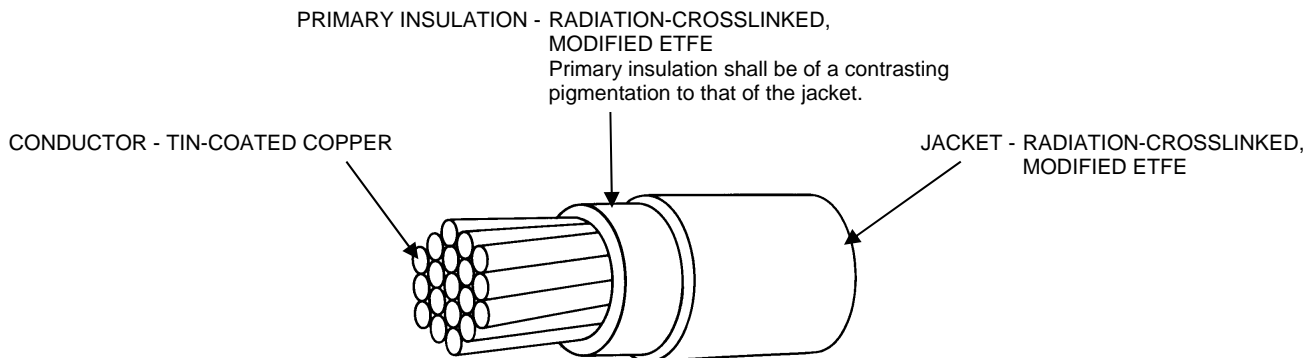 PRIMARY INSULATION - RADIATION-CROSSLINKED,
MODIFIED ETFE
Primary insulation shall be of a contrasting
pigmentation to that of the jacket.
CONDUCTOR - TIN-COATED COPPER
JACKET - RADIATION-CROSSLINKED,
MODIFIED ETFE